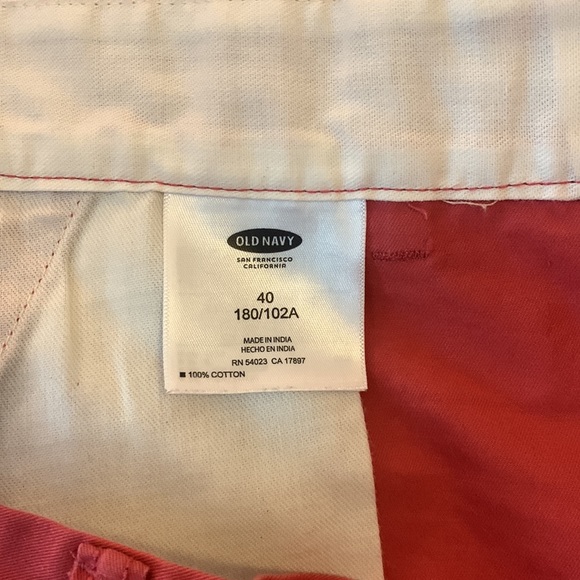 OLD NAVY
SAN FRANCISCO
CALIFORNIA
40
180/102A
MADE IN INDIA
HECHO EN INDIA
RN 54023 CA 17897
100% COTTON